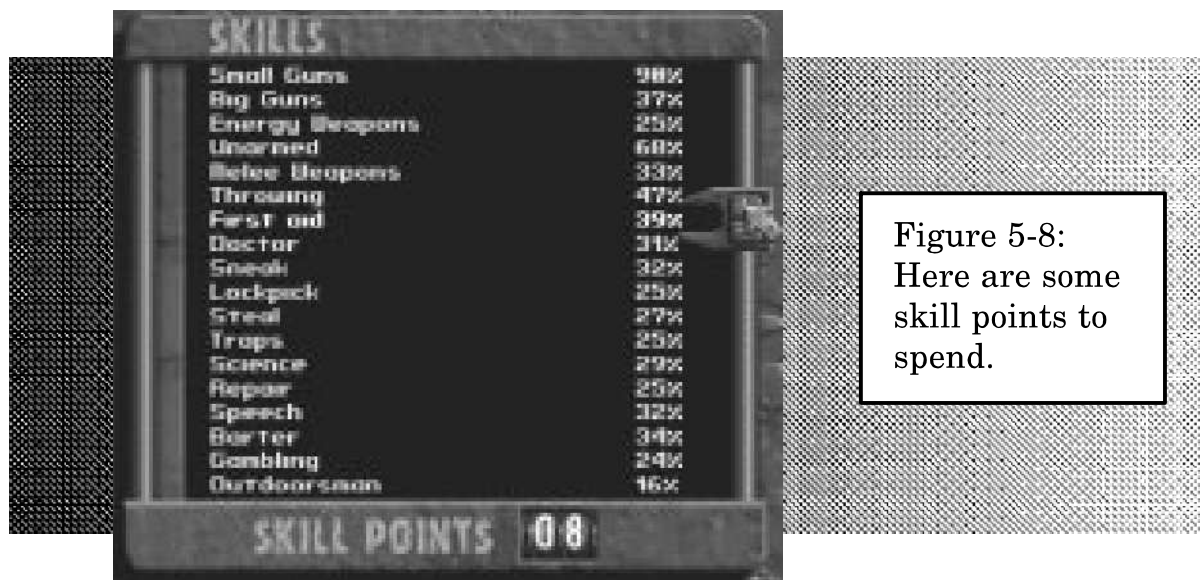 SKILLS
Small Guns 90%
Big Guns 37%
Energy Weapons 25%
Unarmed 60%
Melee Weapons 33%
Throwing 47%
First aid 39%
Doctor 31%
Sneak 32%
Lockpick 25%
Steal 27%
Traps 25%
Science 29%
Repair 25%
Speech 32%
Barter 34%
Gambling 24%
Outdoorsman 16%
SKILL POINTS 08
Figure 5-8:
Here are some
skill points to
spend.